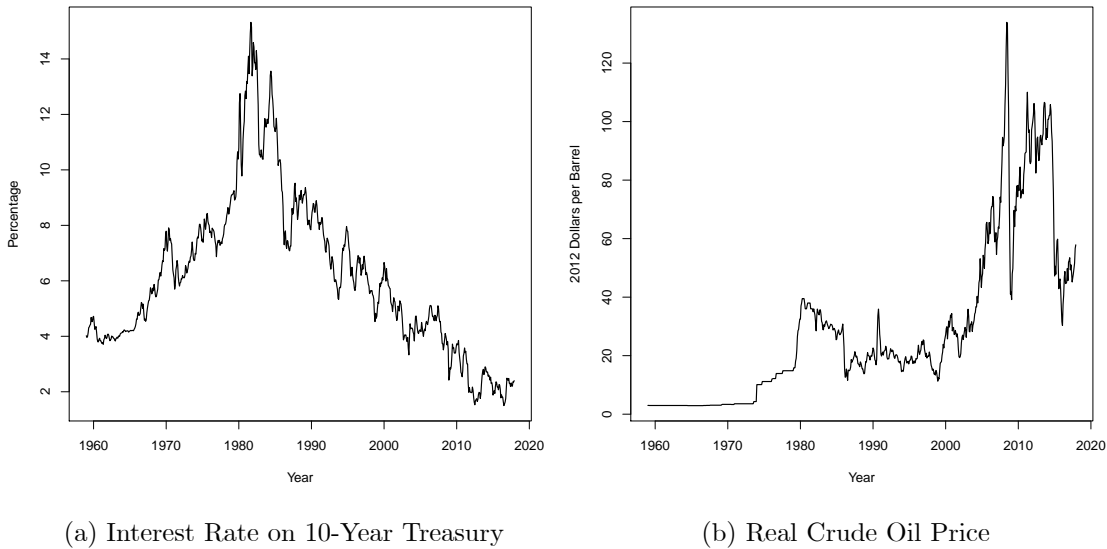 14
12
10
8
6
4
2
Percentage
1960 1970 1980 1990 2000 2010 2020
Year
(a) Interest Rate on 10-Year Treasury
120
100
80
60
40
20
0
2012 Dollars per Barrel
1960 1970 1980 1990 2000 2010 2020
Year
(b) Real Crude Oil Price